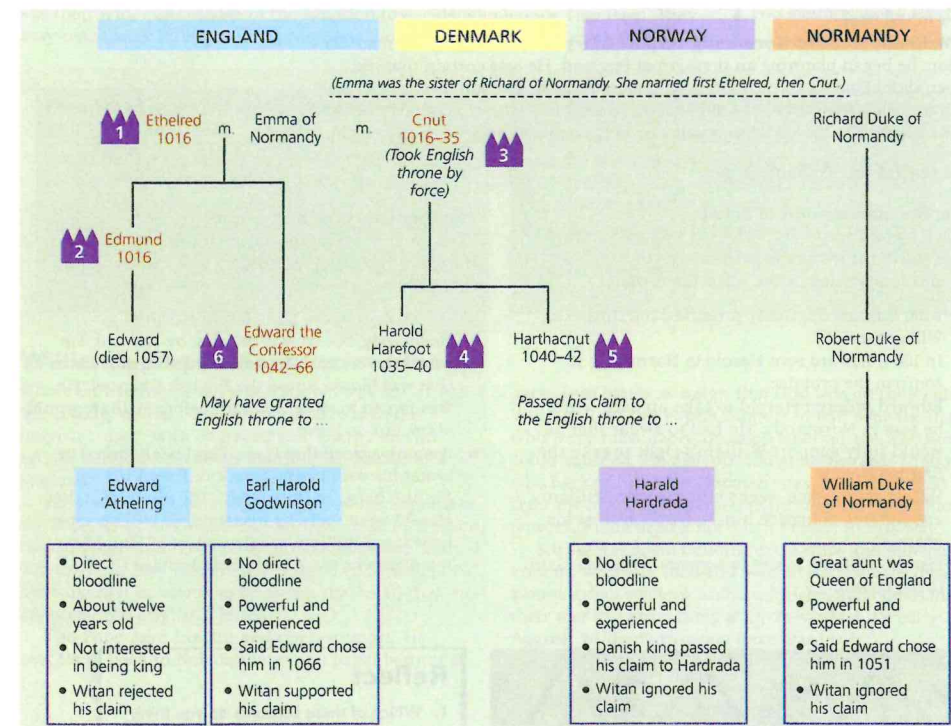 ENGLAND
DENMARK
NORWAY
NORMANDY
(Emma was the sister of Richard of Normandy. She married first Ethelred, then Cnut.)
1
Ethelred
1016
m.
Emma of
Normandy
m.
Cnut
1016–35
(Took English
throne by
force)
3
Richard Duke of
Normandy
2
Edmund
1016
Edward
(died 1057)
6
Edward the
Confessor
1042–66
Harold
Harefoot
1035–40
4
Harthacnut
1040–42
5
Robert Duke of
Normandy
May have granted
English throne to ...
Passed his claim to
the English throne to ...
Edward
'Atheling'
Earl Harold
Godwinson
Harald
Hardrada
William Duke
of Normandy
• Direct
bloodline
• About twelve
years old
• Not interested
in being king
• Witan rejected
his claim
• No direct
bloodline
• Powerful and
experienced
• Said Edward chose
him in 1066
• Witan supported
his claim
• No direct
bloodline
• Powerful and
experienced
• Danish king passed
his claim to Hardrada
• Witan ignored his
claim
• Great aunt was
Queen of England
• Powerful and
experienced
• Said Edward chose
him in 1051
• Witan ignored
his claim